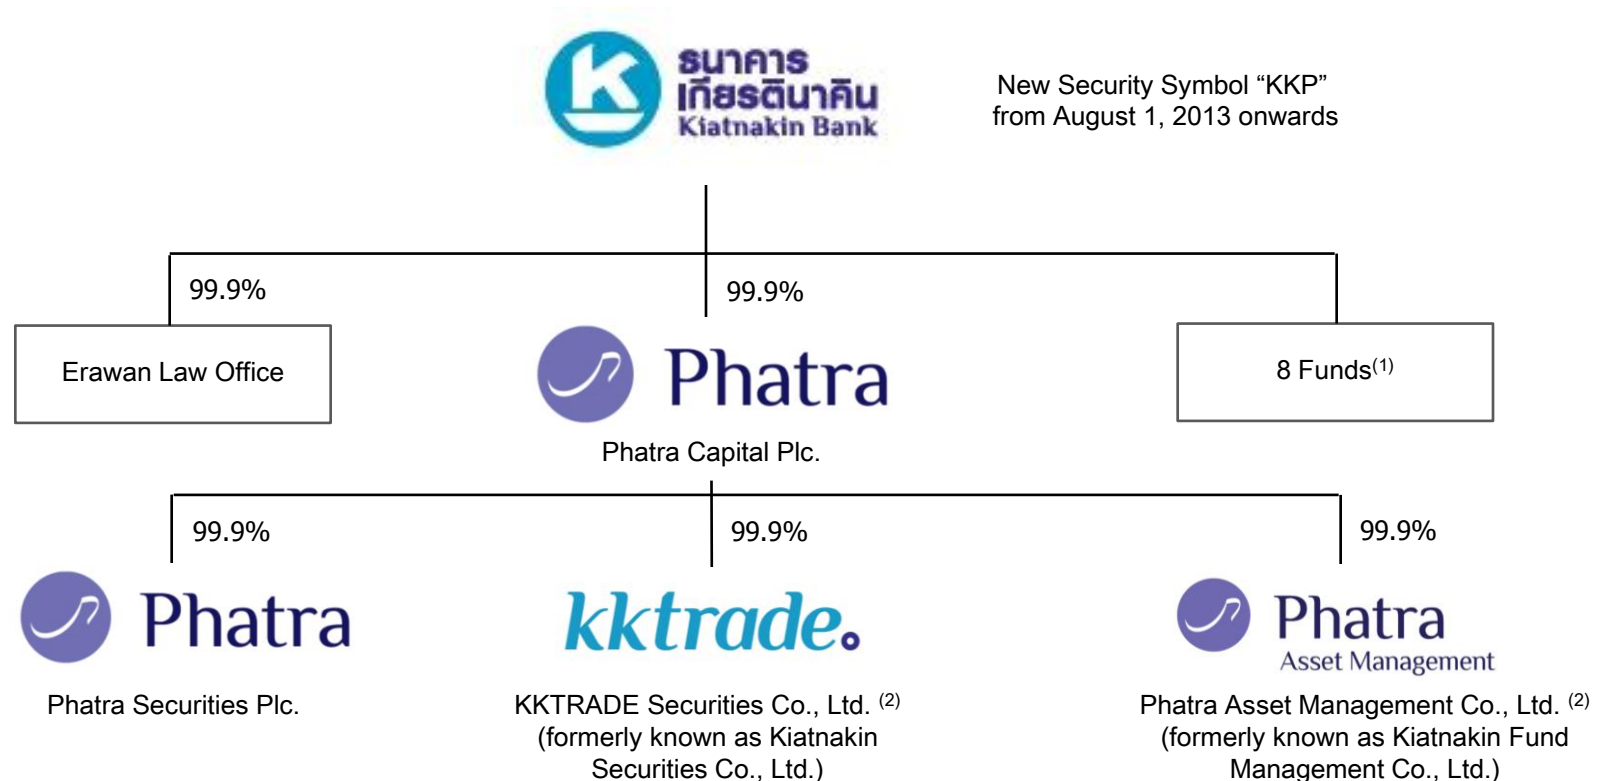 ธนาคาร
เกียรตินาคิน
Kiatnakin Bank
New Security Symbol “KKP”
from August 1, 2013 onwards
99.9%
99.9%
Erawan Law Office
Phatra
8 Funds(1)
Phatra Capital Plc.
99.9%
99.9%
99.9%
Phatra
kktrade.
Phatra
Asset Management
Phatra Securities Plc.
KKTRADE Securities Co., Ltd. (2)
(formerly known as Kiatnakin
Securities Co., Ltd.)
Phatra Asset Management Co., Ltd. (2)
(formerly known as Kiatnakin Fund
Management Co., Ltd.)